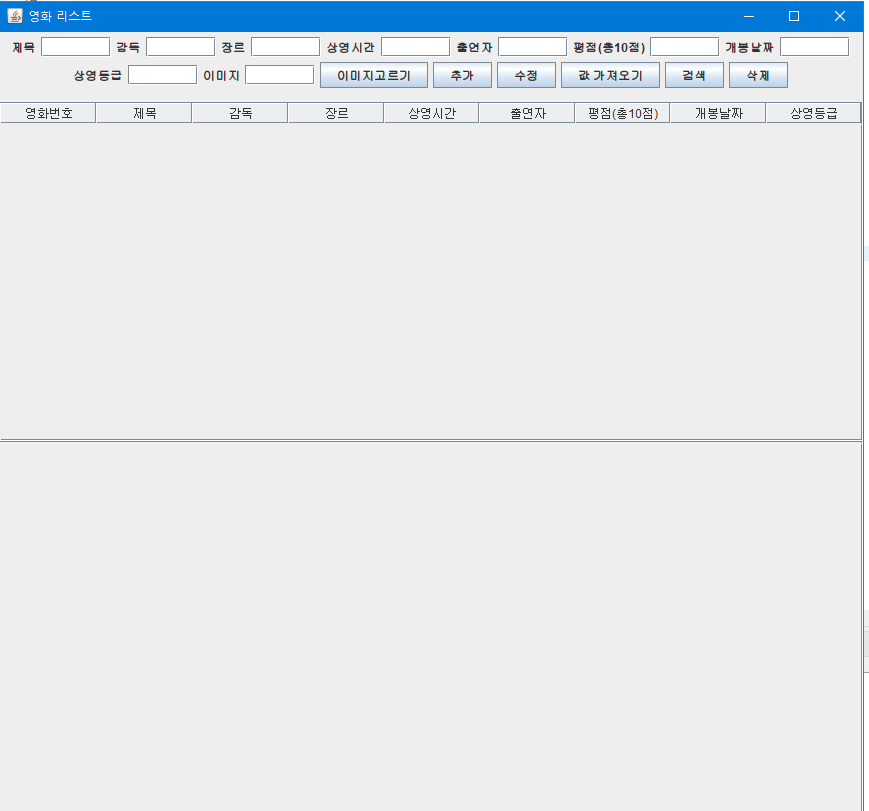 영화 리스트
제목 감독 장르 상영시간 출연자 평점(총10점) 개봉날짜
상영등급 이미지 이미지고르기 추가 수정 값 가져오기 검색 삭제
영화번호 제목 감독 장르 상영시간 출연자 평점(총10점) 개봉날짜 상영등급